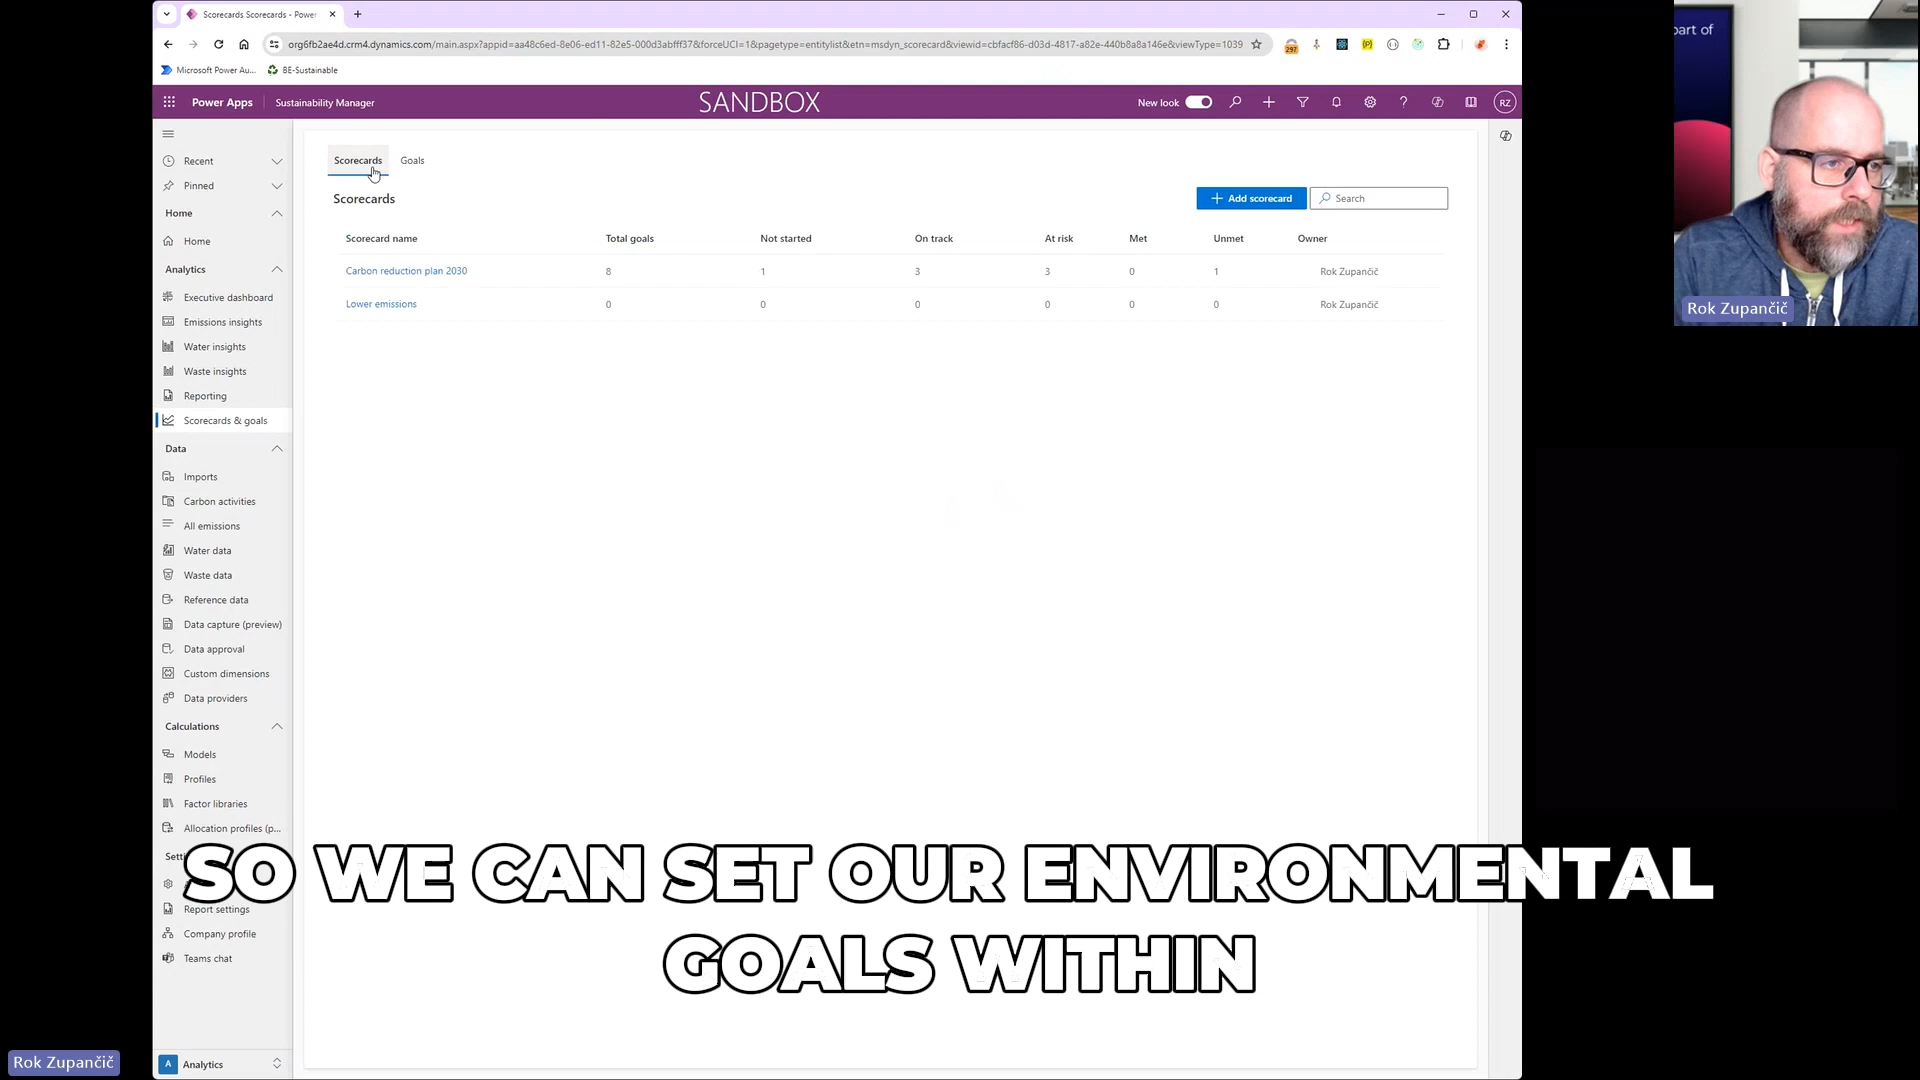 Scorecards Scorecards - Power
org6fb2ae4d.crm4.dynamics.com/main.aspx?appid=aa48c6ed-8e06-ed11-82e5-000d3abfff37&forceUCI=1&pagetype=entitylist&etn=msdyn_scorecard&viewid=cbfacf86-d03d-4817-a82e-440b8a8a146e&viewType=1039
297
Microsoft Power Au...
BE-Sustainable
Power Apps
Sustainability Manager
SANDBOX
New look
RZ
Recent
Pinned
Home
Home
Analytics
Executive dashboard
Emissions insights
Water insights
Waste insights
Reporting
Scorecards & goals
Data
Imports
Carbon activities
All emissions
Water data
Waste data
Reference data
Data capture (preview)
Data approval
Custom dimensions
Data providers
Calculations
Models
Profiles
Factor libraries
Allocation profiles (p...
Report settings
Company profile
Teams chat
A Analytics
Scorecards Goals
Scorecards
Add scorecard
Search
Scorecard name Total goals Not started On track At risk Met Unmet Owner
Carbon reduction plan 2030 8 1 3 3 0 1 Rok Zupančič
Lower emissions 0 0 0 0 0 0 Rok Zupančič
SO WE CAN SET OUR ENVIRONMENTAL
GOALS WITHIN
part of
Rok Zupančič
Rok Zupančič